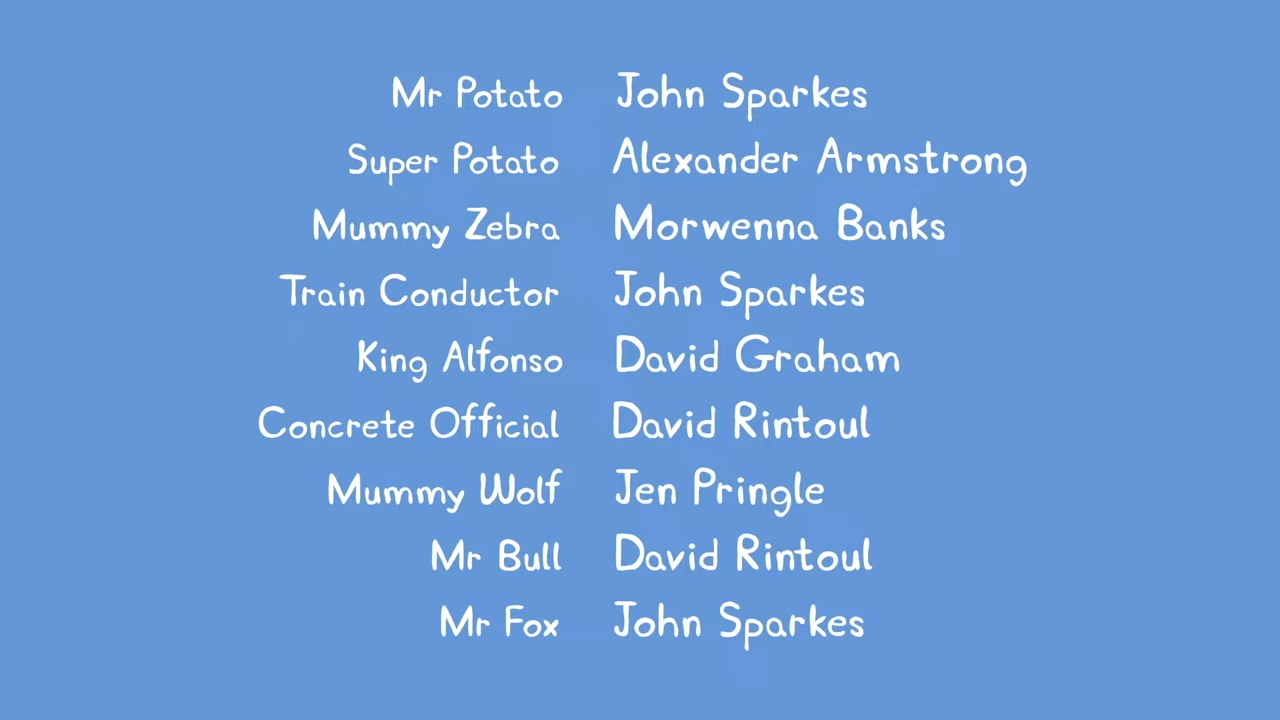 Mr Potato John Sparkes
Super Potato Alexander Armstrong
Mummy Zebra Morwenna Banks
Train Conductor John Sparkes
King Alfonso David Graham
Concrete Official David Rintoul
Mummy Wolf Jen Pringle
Mr Bull David Rintoul
Mr Fox John Sparkes